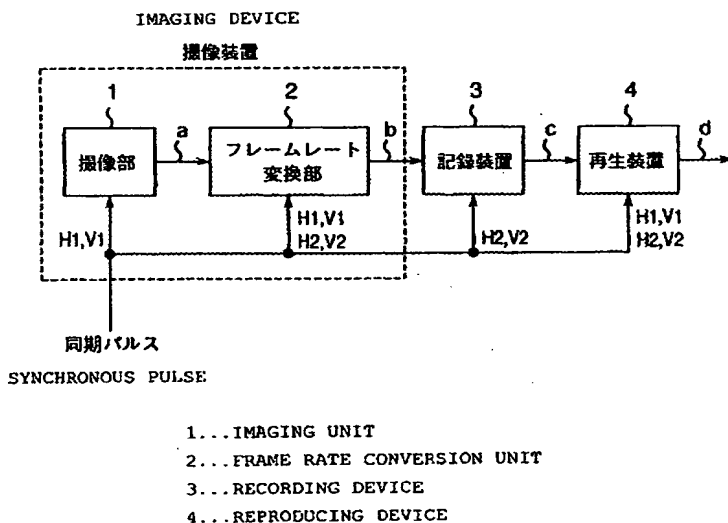 IMAGING DEVICE
撮像装置
1
2
3
4
撮像部
a
フレームレート
変換部
b
記録装置
c
再生装置
d
H1,V1
H1,V1
H2,V2
H2,V2
H1,V1
H2,V2
同期パルス
SYNCHRONOUS PULSE
1...IMAGING UNIT
2...FRAME RATE CONVERSION UNIT
3...RECORDING DEVICE
4...REPRODUCING DEVICE